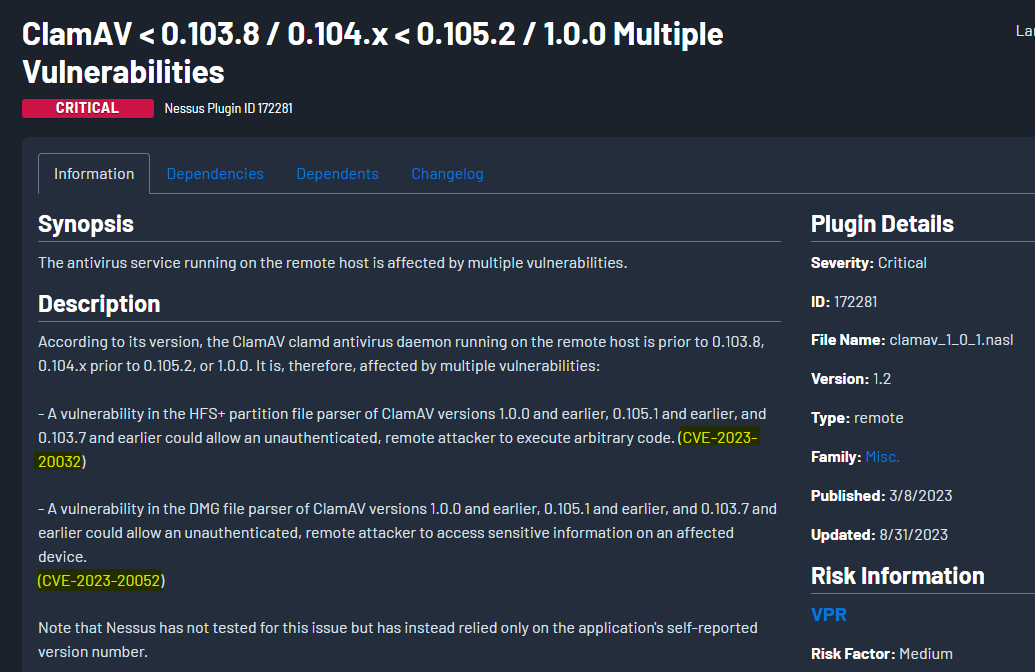 ClamAV < 0.103.8 / 0.104.x < 0.105.2 / 1.0.0 Multiple
Vulnerabilities
CRITICAL Nessus Plugin ID 172281
Information Dependencies Dependents Changelog
Synopsis
The antivirus service running on the remote host is affected by multiple vulnerabilities.
Description
According to its version, the ClamAV clamd antivirus daemon running on the remote host is prior to 0.103.8,
0.104.x prior to 0.105.2, or 1.0.0. It is, therefore, affected by multiple vulnerabilities:
- A vulnerability in the HFS+ partition file parser of ClamAV versions 1.0.0 and earlier, 0.105.1 and earlier, and
0.103.7 and earlier could allow an unauthenticated, remote attacker to execute arbitrary code. (CVE-2023-
20032)
- A vulnerability in the DMG file parser of ClamAV versions 1.0.0 and earlier, 0.105.1 and earlier, and 0.103.7 and
earlier could allow an unauthenticated, remote attacker to access sensitive information on an affected
device.
(CVE-2023-20052)
Note that Nessus has not tested for this issue but has instead relied only on the application's self-reported
version number.
Plugin Details
Severity: Critical
ID: 172281
File Name: clamav_1_0_1.nasl
Version: 1.2
Type: remote
Family: Misc.
Published: 3/8/2023
Updated: 8/31/2023
Risk Information
VPR
Risk Factor: Medium